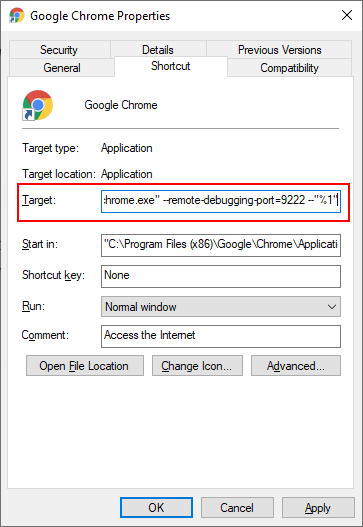 Google Chrome Properties
Security Details Previous Versions
General Shortcut Compatibility
Google Chrome
Target type: Application
Target location: Application
Target: :hrome.exe" --remote-debugging-port=9222 --"%1"
Start in: "C:\Program Files (x86)\Google\Chrome\Applicati
Shortcut key: None
Run: Normal window
Comment: Access the Internet
Open File Location Change Icon... Advanced...
OK Cancel Apply